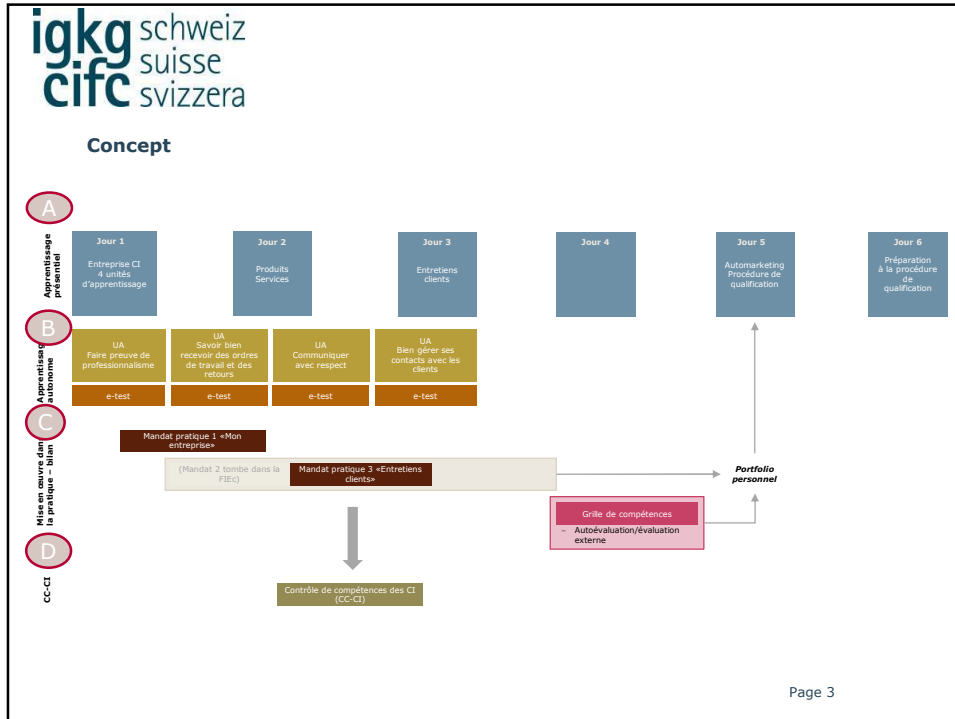 igkg schweiz
suisse
cifc svizzera
Concept
A
Apprentissage
présentiel
Jour 1
Entreprise CI
4 unités
d'apprentissage
Jour 2
Produits
Services
Jour 3
Entretiens
clients
Jour 4
Jour 5
Automarketing
Procédure de
qualification
Jour 6
Préparation
à la procédure
de
qualification
B
Apprentissage
autonome
UA
Faire preuve de
professionnalisme
UA
Savoir bien
recevoir des ordres
de travail et des
retours
UA
Communiquer
avec respect
UA
Bien gérer ses
contacts avec les
clients
e-test
e-test
e-test
e-test
C
Mise en œuvre dans
la pratique – bilan
Mandat pratique 1 «Mon
entreprise»
(Mandat 2 tombe dans la
FIEc)
Mandat pratique 3 «Entretiens
clients»
Portfolio
personnel
Grille de compétences
– Autoévaluation/évaluation
externe
D
CC-CI
Contrôle de compétences des CI
(CC-CI)
Page 3